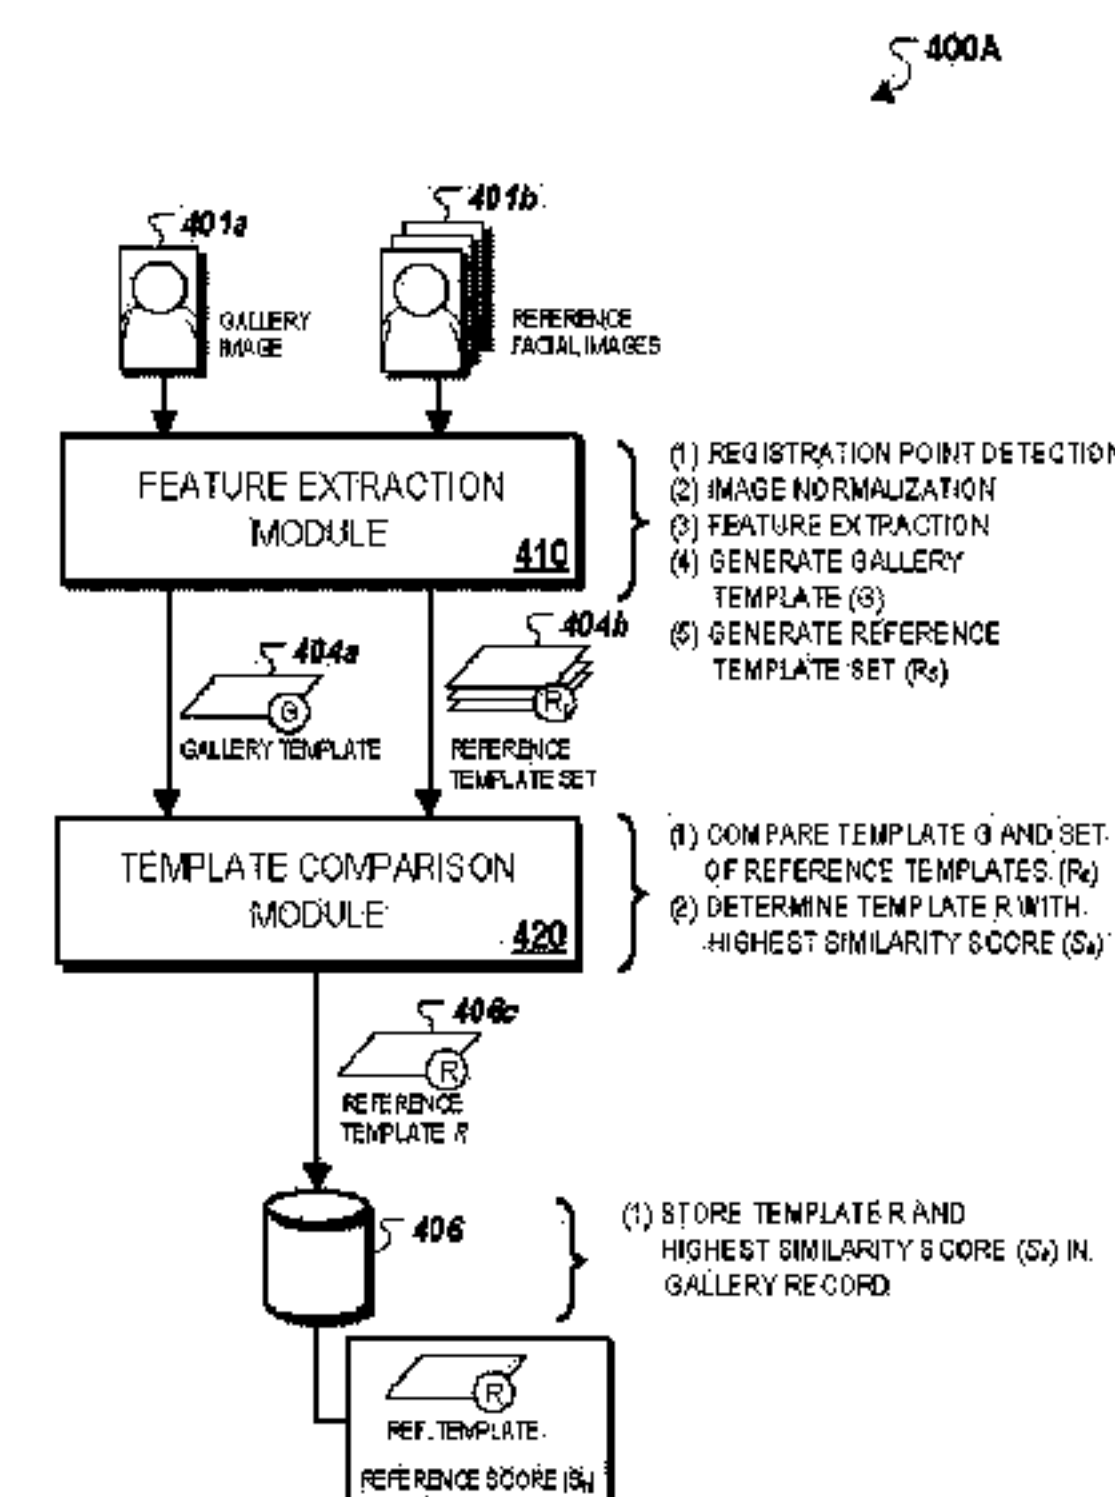 400A
401a
401b
GALLERY
IMAGE
REFERENCE
FACIAL IMAGES
FEATURE EXTRACTION
MODULE
410
(1) REGISTRATION POINT DETECTION
(2) IMAGE NORMALIZATION
(3) FEATURE EXTRACTION
(4) GENERATE GALLERY
TEMPLATE (G)
(5) GENERATE REFERENCE
TEMPLATE SET (Rs)
404a
G
GALLERY TEMPLATE
404b
R
REFERENCE
TEMPLATE SET
TEMPLATE COMPARISON
MODULE
420
(1) COMPARE TEMPLATE G AND SET
OF REFERENCE TEMPLATES (Rs)
(2) DETERMINE TEMPLATE R WITH
HIGHEST SIMILARITY SCORE (Sh)
406c
R
REFERENCE
TEMPLATE R
406
(1) STORE TEMPLATE R AND
HIGHEST SIMILARITY SCORE (Sh) IN
GALLERY RECORD
R
REF. TEMPLATE
REFERENCE SCORE (SH)